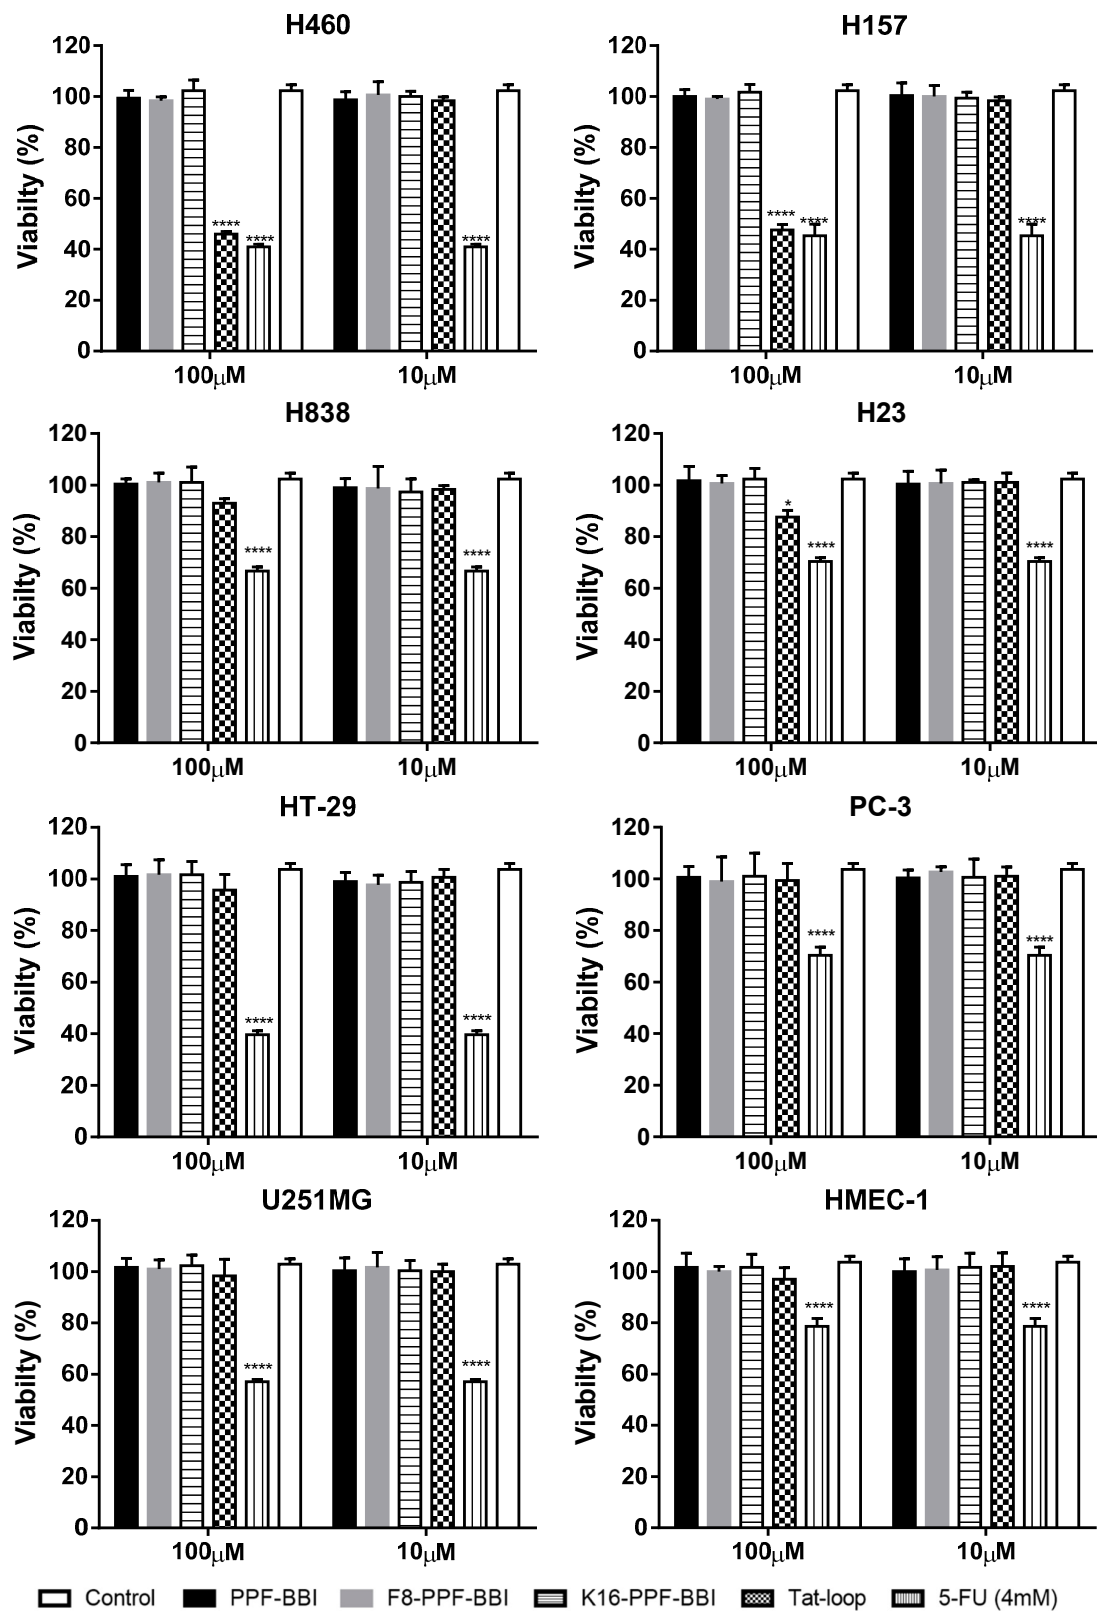 H460
120
100
80
60
40
20
0
Viabilty (%)
****
****
****
100μM
10μM
H157
120
100
80
60
40
20
0
Viabilty (%)
****
****
****
100μM
10μM
H838
120
100
80
60
40
20
0
Viabilty (%)
****
****
100μM
10μM
H23
120
100
80
60
40
20
0
Viabilty (%)
*
****
****
100μM
10μM
HT-29
120
100
80
60
40
20
0
Viabilty (%)
****
****
100μM
10μM
PC-3
120
100
80
60
40
20
0
Viabilty (%)
****
****
100μM
10μM
U251MG
120
100
80
60
40
20
0
Viabilty (%)
****
****
100μM
10μM
HMEC-1
120
100
80
60
40
20
0
Viabilty (%)
****
****
100μM
10μM
Control PPF-BBI F8-PPF-BBI K16-PPF-BBI Tat-loop 5-FU (4mM)